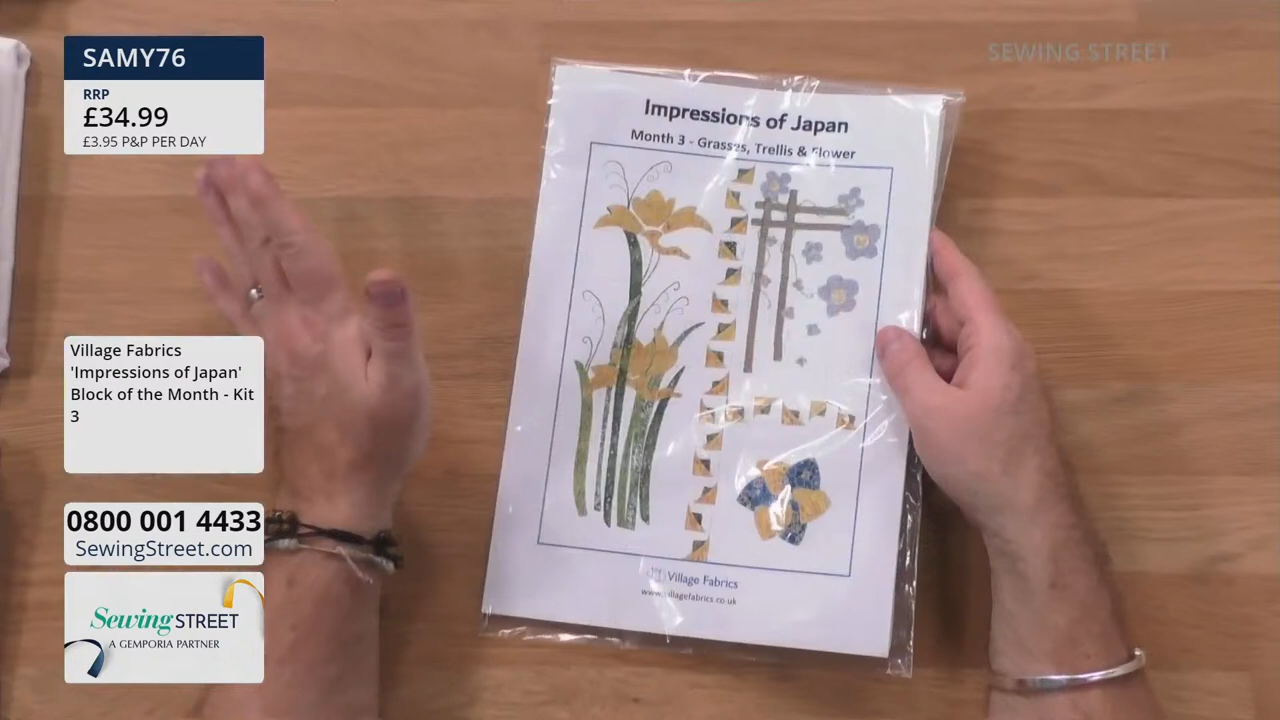 SAMY76
RRP
£34.99
£3.95 P&P PER DAY
Village Fabrics
'Impressions of Japan'
Block of the Month - Kit
3
0800 001 4433
SewingStreet.com
Sewing STREET
A GEMPORIA PARTNER
SEWING STREET
Impressions of Japan
Month 3 - Grasses, Trellis & Flower
Village Fabrics
www.villagefabrics.co.uk